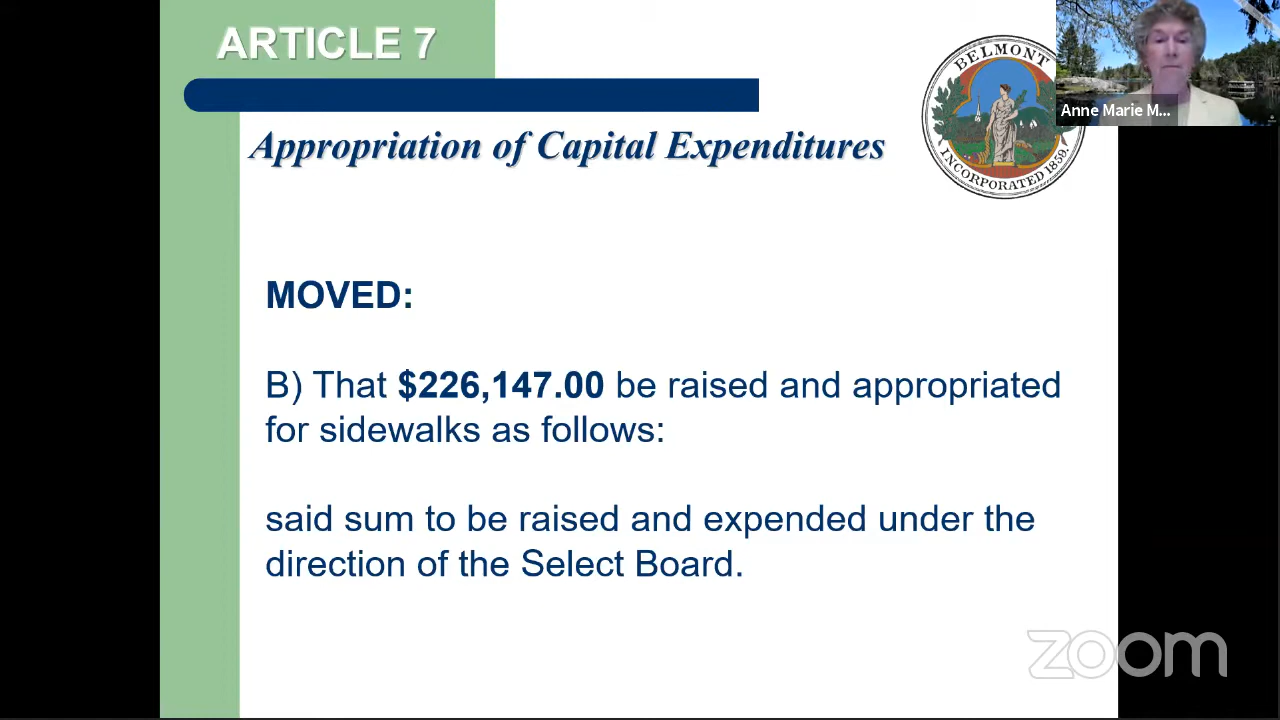 ARTICLE 7
Appropriation of Capital Expenditures
BELMONT
INCORPORATED 1859.
Anne Marie M...
MOVED:
B) That $226,147.00 be raised and appropriated
for sidewalks as follows:
said sum to be raised and expended under the
direction of the Select Board.
zoom